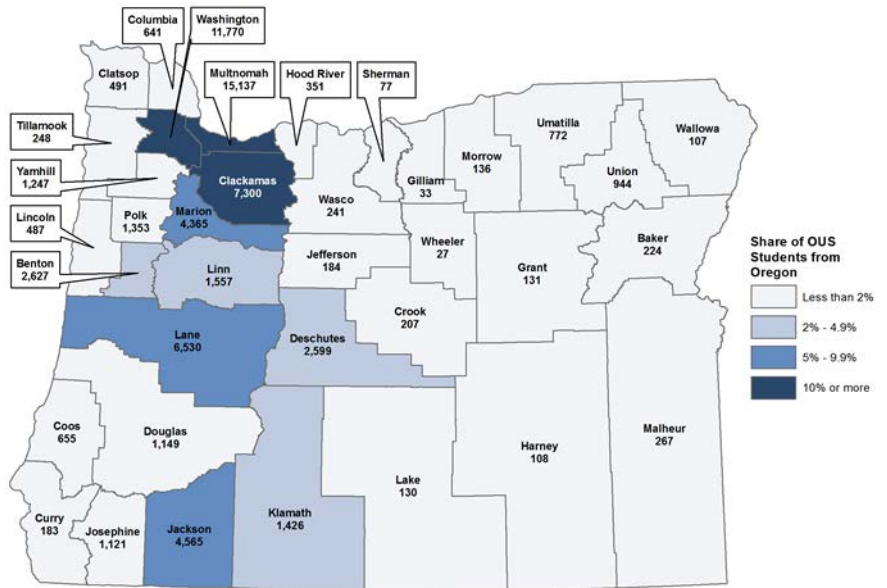 Columbia
641
Washington
11,770
Clatsop
491
Multnomah
15,137
Hood River
351
Sherman
77
Tillamook
248
Umatilla
772
Wallowa
107
Morrow
136
Union
944
Gilliam
33
Yamhill
1,247
Clackamas
7,300
Wasco
241
Lincoln
487
Polk
1,353
Marion
4,365
Wheeler
27
Baker
224
Benton
2,627
Linn
1,557
Jefferson
184
Grant
131
Crook
207
Lane
6,530
Deschutes
2,599
Share of OUS
Students from
Oregon
Less than 2%
2% - 4.9%
5% - 9.9%
10% or more
Coos
655
Douglas
1,149
Harney
108
Malheur
267
Lake
130
Curry
183
Josephine
1,121
Jackson
4,565
Klamath
1,426